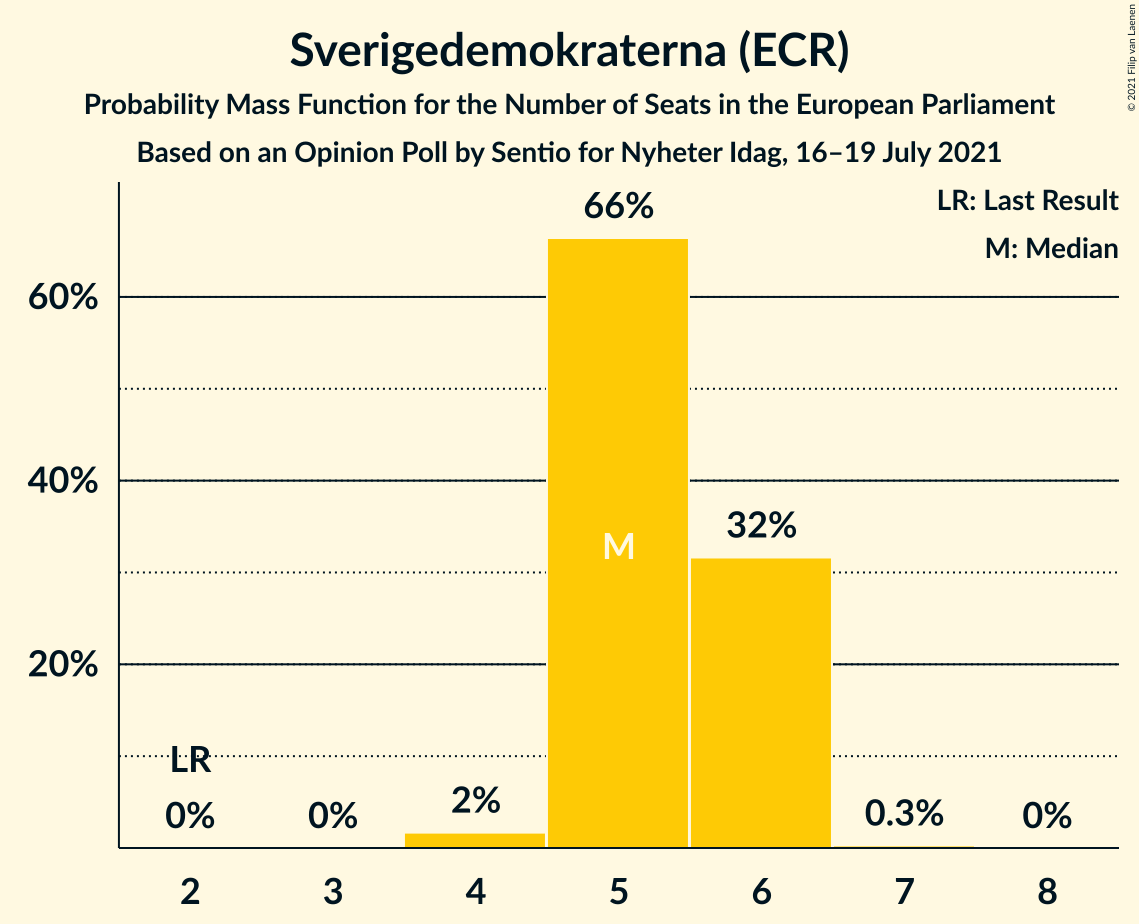 Sverigedemokraterna (ECR)
Probability Mass Function for the Number of Seats in the European Parliament
Based on an Opinion Poll by Sentio for Nyheter Idag, 16–19 July 2021
© 2021 Filip van Laenen
LR: Last Result
M: Median
66%
60%
40%
32%
M
20%
LR
0%
0%
2%
0.3%
0%
2 3 4 5 6 7 8